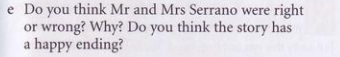 e Do you think Mr and Mrs Serrano were right
or wrong? Why? Do you think the story has
a happy ending?